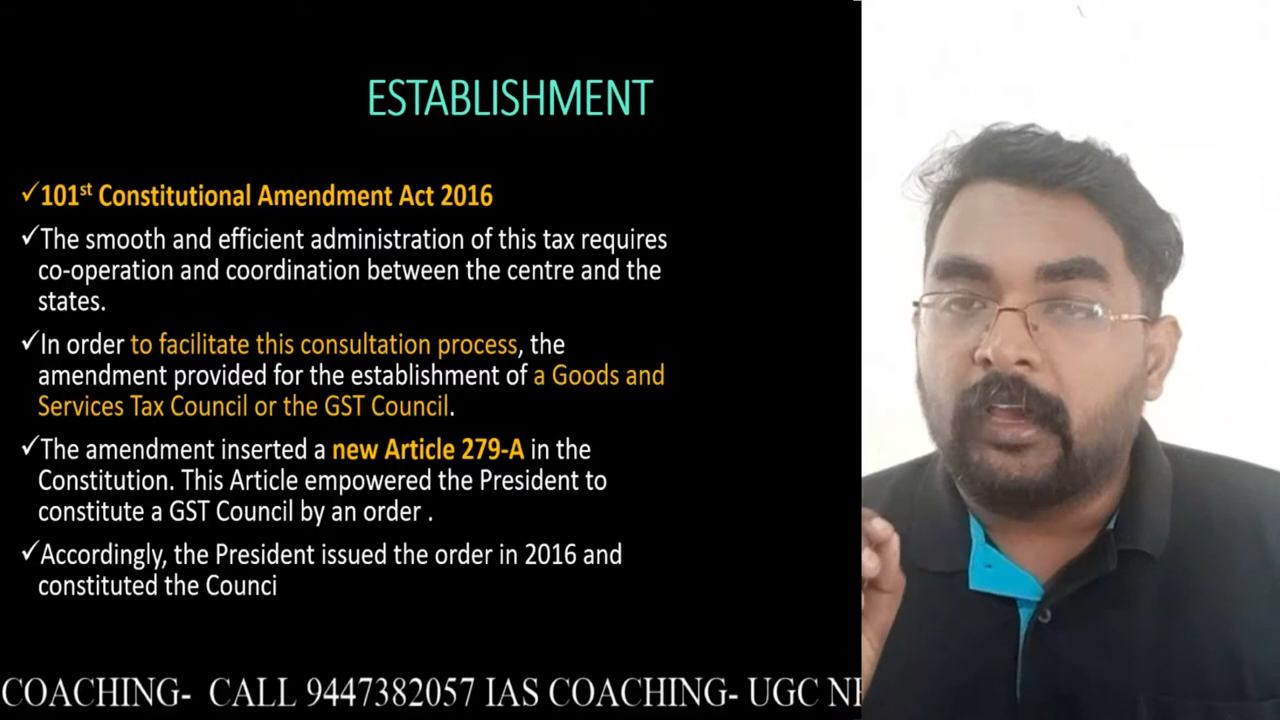 ESTABLISHMENT
✓101st Constitutional Amendment Act 2016
✓The smooth and efficient administration of this tax requires
co-operation and coordination between the centre and the
states.
✓In order to facilitate this consultation process, the
amendment provided for the establishment of a Goods and
Services Tax Council or the GST Council.
✓The amendment inserted a new Article 279-A in the
Constitution. This Article empowered the President to
constitute a GST Council by an order .
✓Accordingly, the President issued the order in 2016 and
constituted the Counci
COACHING- CALL 9447382057 IAS COACHING- UGC N